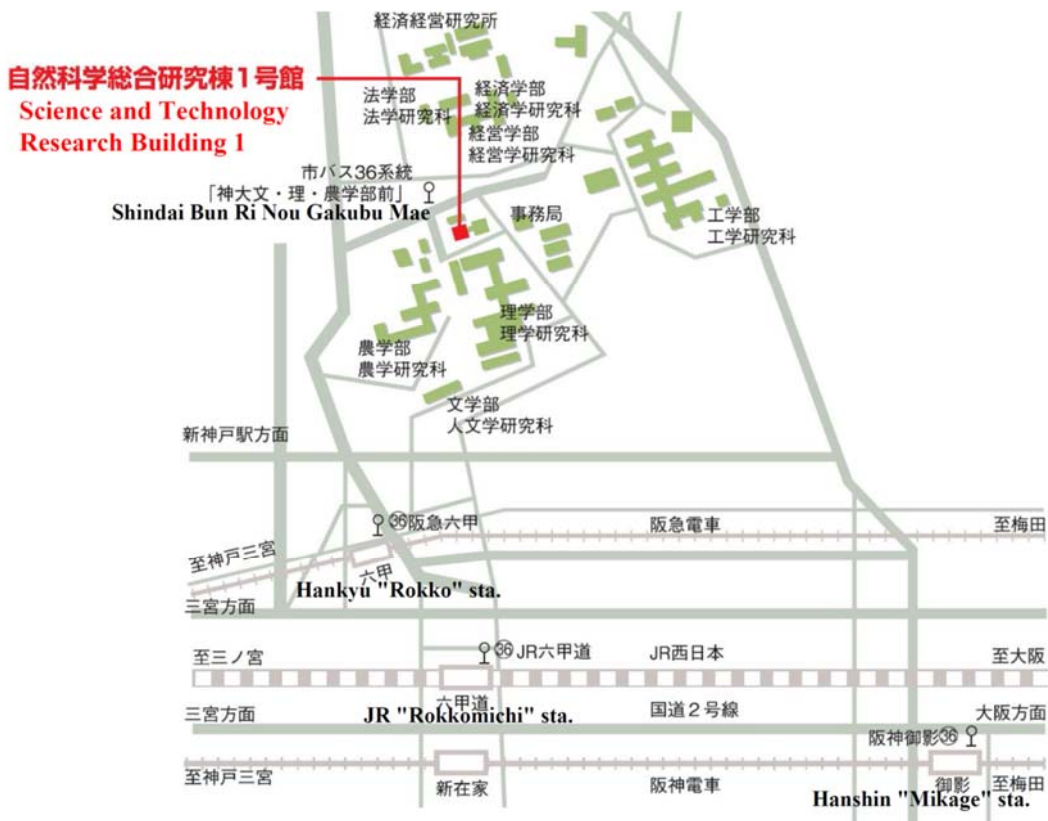 経済経営研究所
自然科学総合研究棟1号館
Science and Technology
Research Building 1
法学部
法学研究科
経済学部
経済学研究科
経営学部
経営学研究科
市バス36系統
「神大文・理・農学部前」
Shindai Bun Ri Nou Gakubu Mae
事務局
工学部
工学研究科
理学部
理学研究科
農学部
農学研究科
文学部
人文学研究科
新神戸駅方面
㊱阪急六甲
阪急電車
至梅田
至神戸三宮
六甲
Hankyu "Rokko" sta.
三宮方面
㊱JR六甲道
至三ノ宮
JR西日本
至大阪
六甲道
JR "Rokkomichi" sta.
三宮方面
国道2号線
大阪方面
阪神御影㊱
至神戸三宮
新在家
阪神電車
御影
至梅田
Hanshin "Mikage" sta.